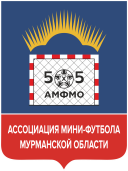 5 5
АМФМО
АССОЦИАЦИЯ МИНИ-ФУТБОЛА
МУРМАНСКОЙ ОБЛАСТИ